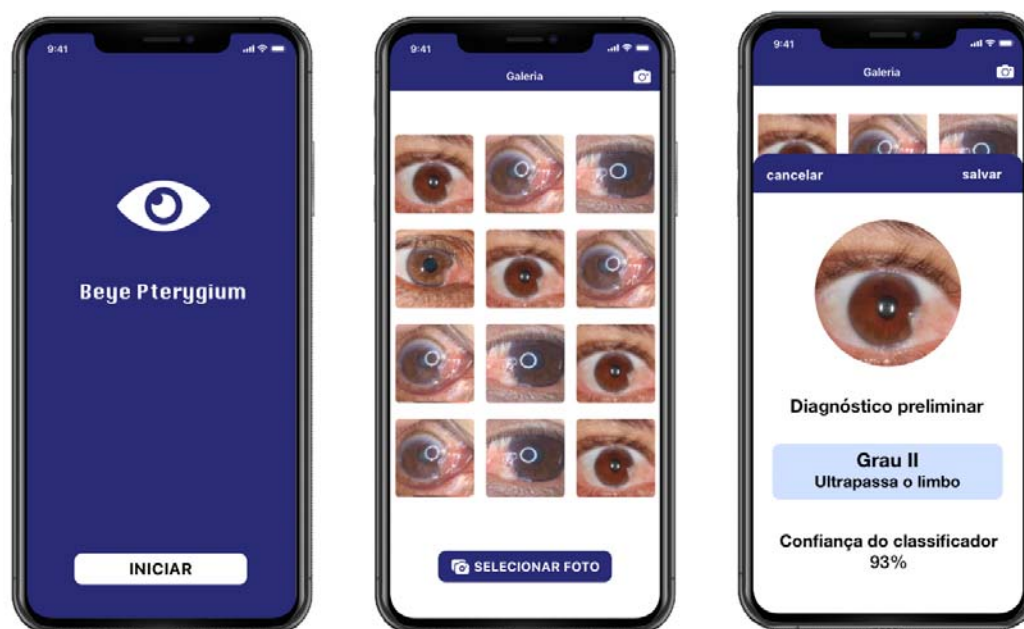 9:41
Beye Pterygium
INICIAR
9:41
Galeria
SELECIONAR FOTO
9:41
Galeria
cancelar
salvar
Diagnóstico preliminar
Grau II
Ultrapassa o limbo
Confiança do classificador
93%